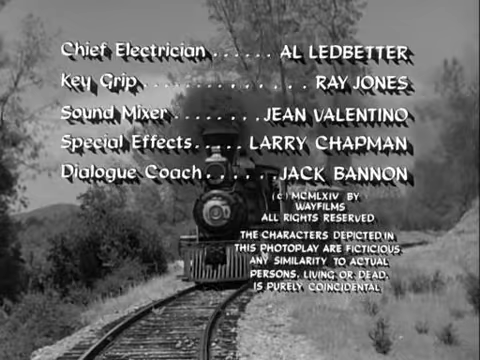 Chief Electrician...... AL LEDBETTER
Key Grip.............. RAY JONES
Sound Mixer........ JEAN VALENTINO
Special Effects..... LARRY CHAPMAN
Dialogue Coach...... JACK BANNON
(C) MCMLXIV BY
WAYFILMS
ALL RIGHTS RESERVED
THE CHARACTERS DEPICTED IN
THIS PHOTOPLAY ARE FICTICIOUS.
ANY SIMILARITY TO ACTUAL
PERSONS, LIVING OR DEAD,
IS PURELY COINCIDENTAL